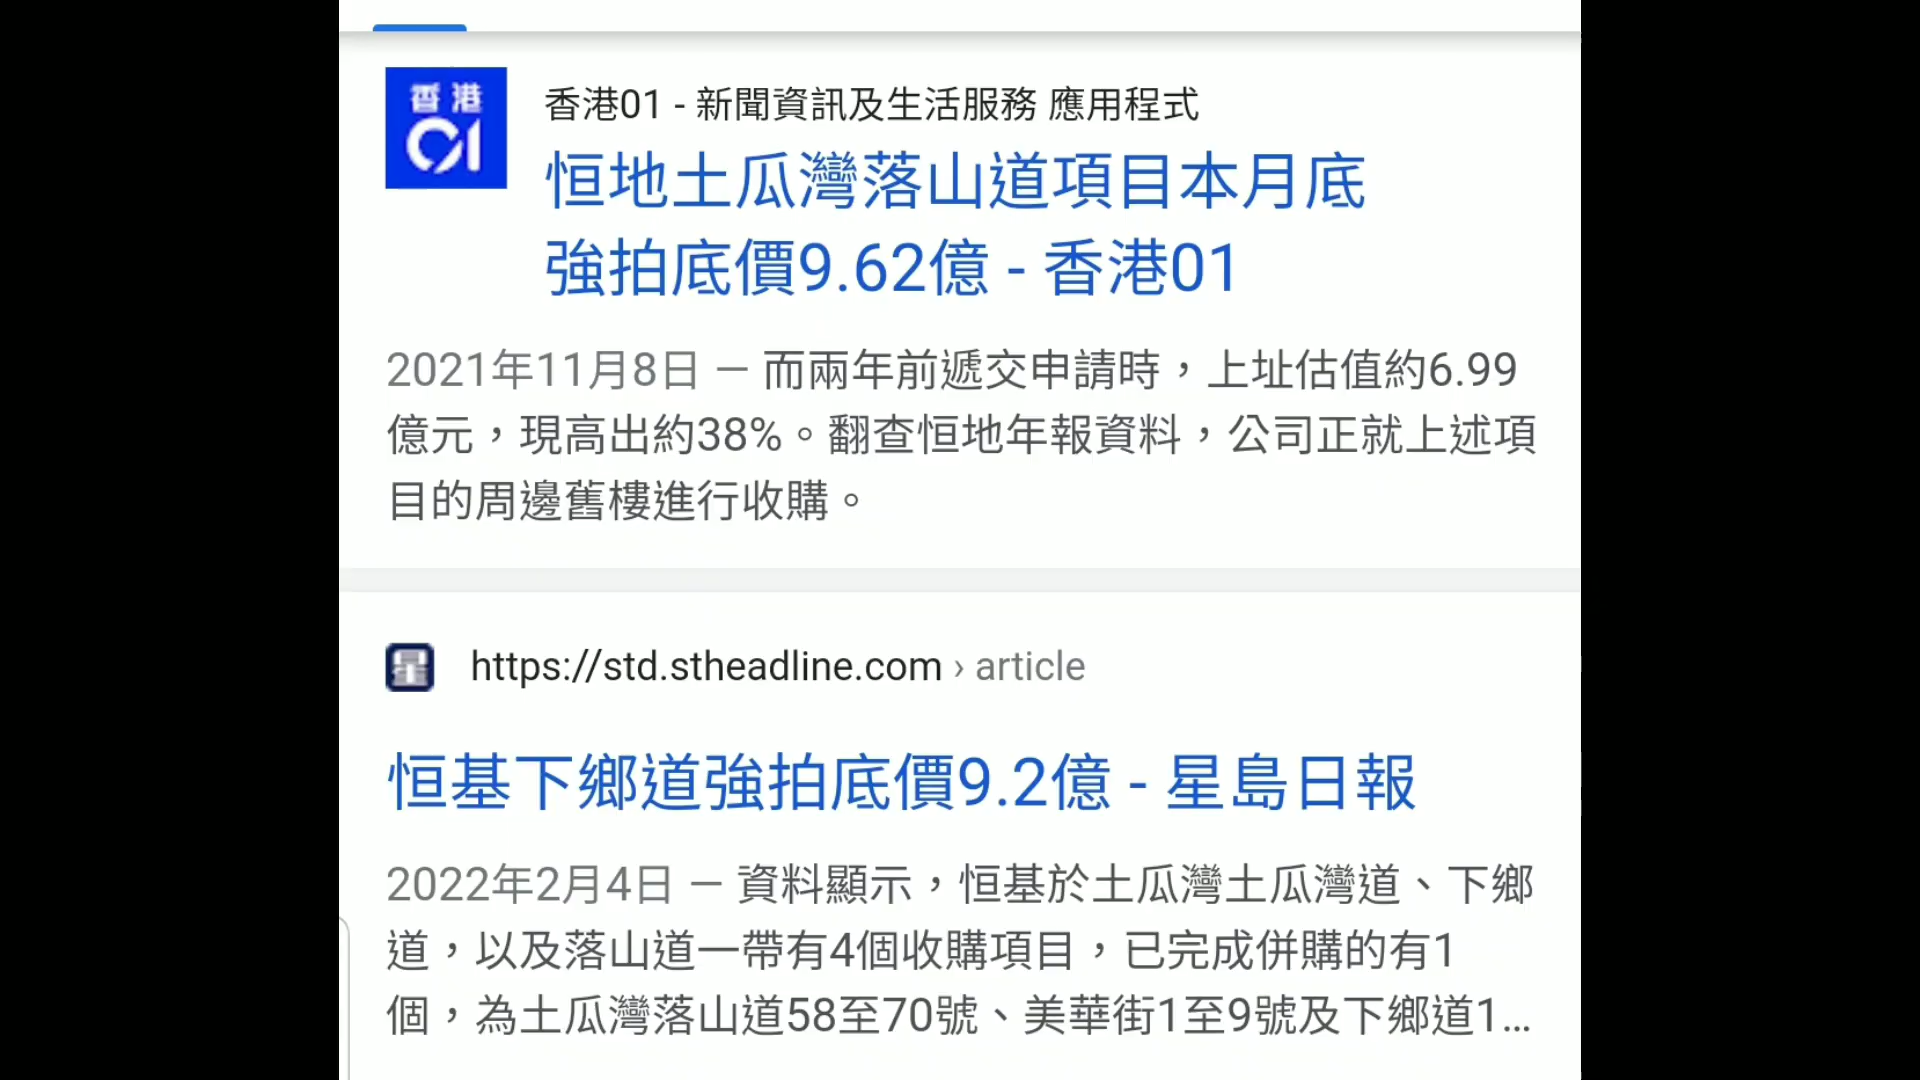 香港01
香港01 - 新聞資訊及生活服務 應用程式
恒地土瓜灣落山道項目本月底
強拍底價9.62億 - 香港01
2021年11月8日 — 而兩年前遞交申請時，上址估值約6.99
億元，現高出約38%。翻查恒地年報資料，公司正就上述項
目的周邊舊樓進行收購。
星
https://std.stheadline.com › article
恒基下鄉道強拍底價9.2億 - 星島日報
2022年2月4日 — 資料顯示，恒基於土瓜灣土瓜灣道、下鄉
道，以及落山道一帶有4個收購項目，已完成併購的有1
個，為土瓜灣落山道58至70號、美華街1至9號及下鄉道1...